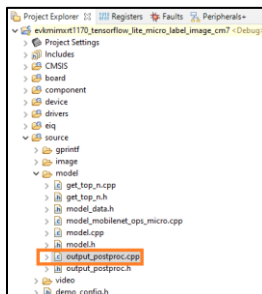 Project Explorer Registers Faults Peripherals+
evkmimxrt1170_tensorflow_lite_micro_label_image_cm7 <Debug>
Project Settings
Includes
CMSIS
board
component
device
drivers
eiq
source
gprintf
image
model
get_top_n.cpp
get_top_n.h
model_data.h
model_mobilenet_ops_micro.cpp
model.cpp
model.h
output_postproc.cpp
output_postproc.h
video
demo_config.h